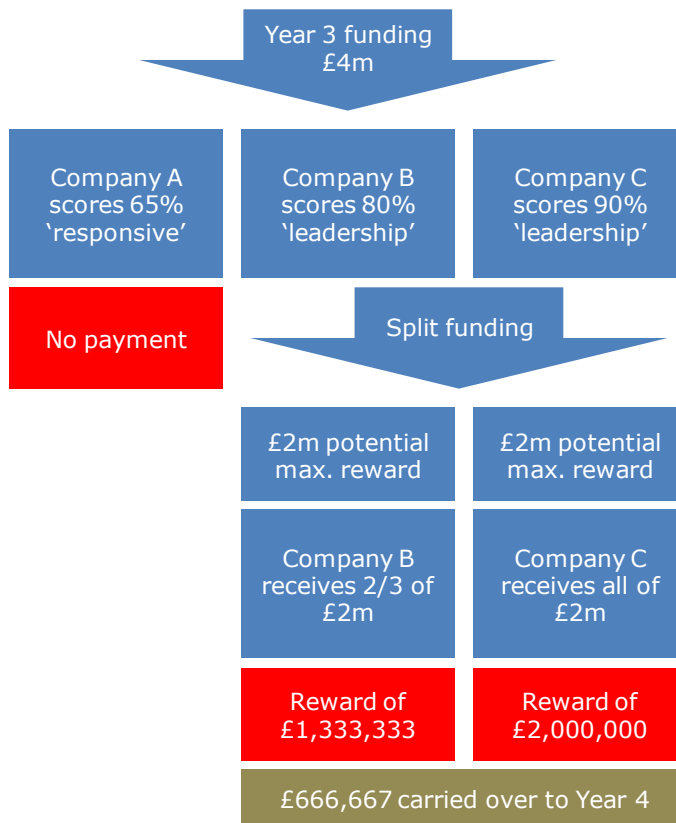 Year 3 funding
£4m
Company A
scores 65%
‘responsive’
Company B
scores 80%
‘leadership’
Company C
scores 90%
‘leadership’
No payment
Split funding
£2m potential
max. reward
£2m potential
max. reward
Company B
receives 2/3 of
£2m
Company C
receives all of
£2m
Reward of
£1,333,333
Reward of
£2,000,000
£666,667 carried over to Year 4